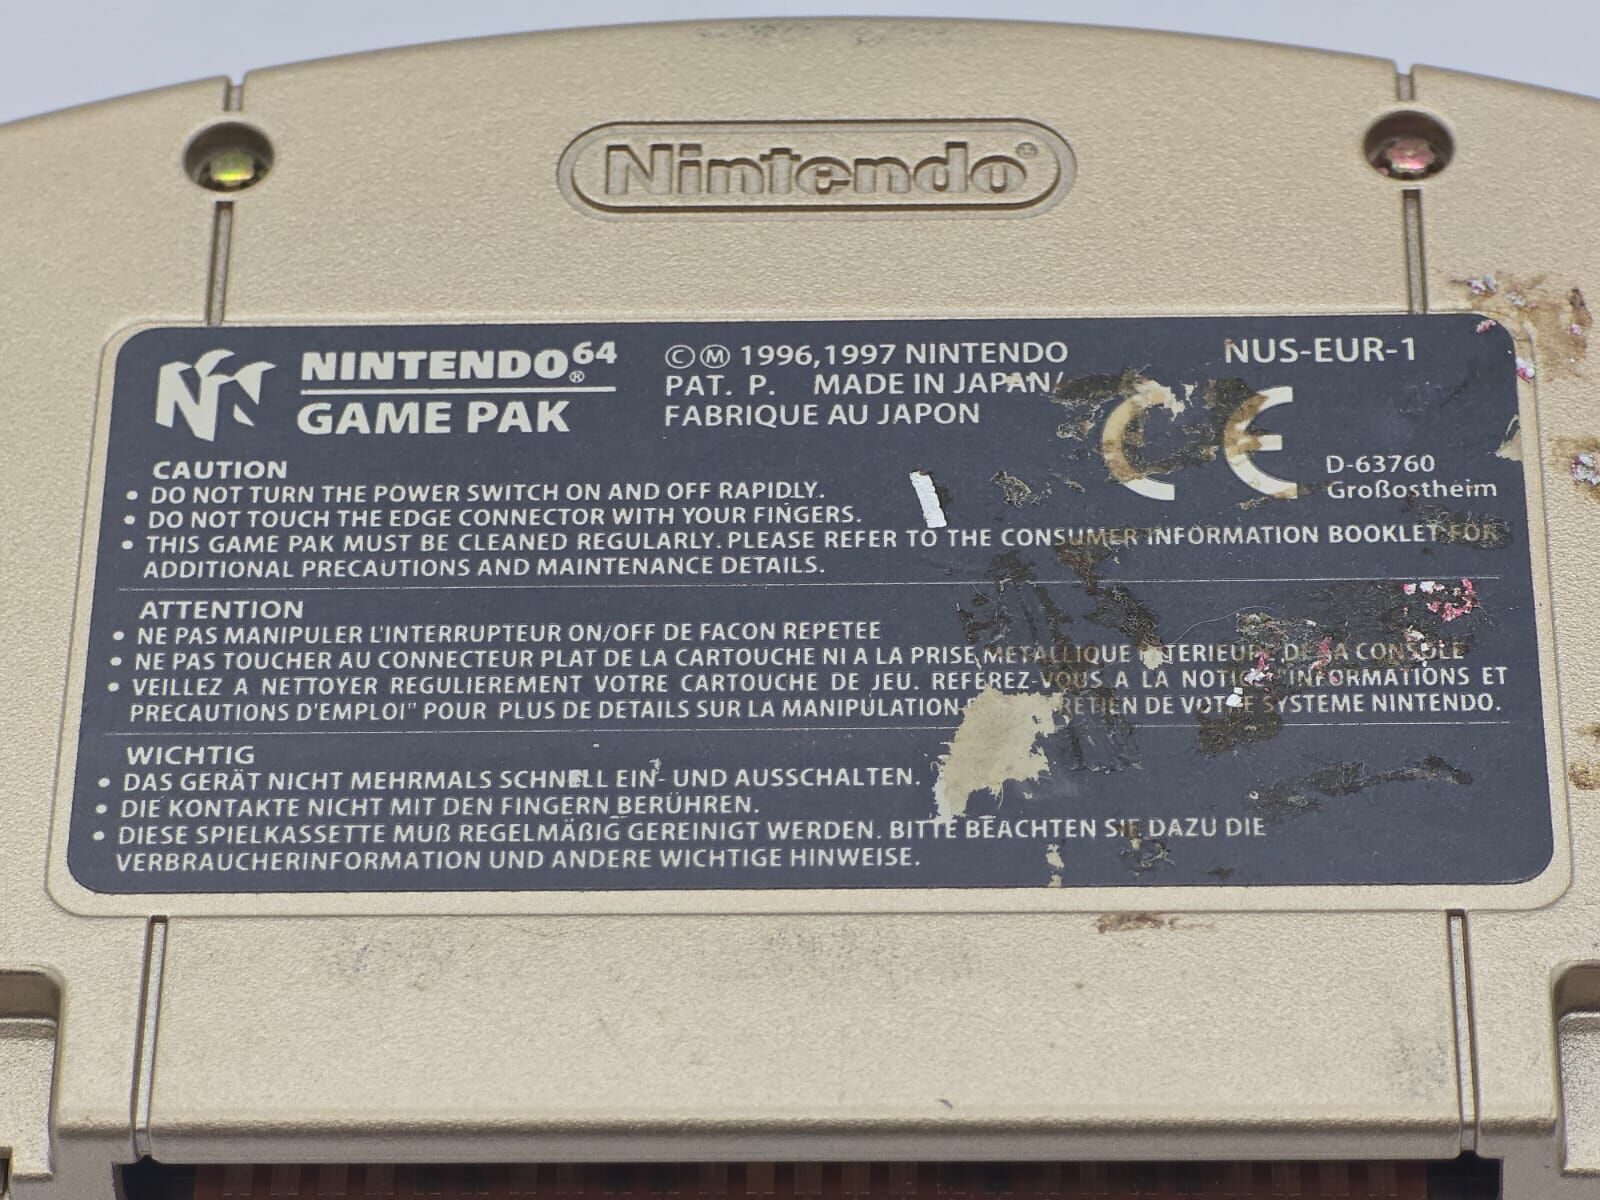 Nintendo®
NINTENDO®64
GAME PAK
©Ⓜ 1996,1997 NINTENDO
PAT. P. MADE IN JAPAN/
FABRIQUE AU JAPON
NUS-EUR-1
CE
D-63760
Großostheim
CAUTION
• DO NOT TURN THE POWER SWITCH ON AND OFF RAPIDLY.
• DO NOT TOUCH THE EDGE CONNECTOR WITH YOUR FINGERS.
• THIS GAME PAK MUST BE CLEANED REGULARLY. PLEASE REFER TO THE CONSUMER INFORMATION BOOKLET FOR
ADDITIONAL PRECAUTIONS AND MAINTENANCE DETAILS.
ATTENTION
• NE PAS MANIPULER L'INTERRUPTEUR ON/OFF DE FACON REPETEE
• NE PAS TOUCHER AU CONNECTEUR PLAT DE LA CARTOUCHE NI A LA PRISE METALLIQUE DE LA CONSOLE
• VEILLEZ A NETTOYER REGULIEREMENT VOTRE CARTOUCHE DE JEU. REFEREZ-VOUS A LA NOTICE "INFORMATIONS ET
PRECAUTIONS D'EMPLOI" POUR PLUS DE DETAILS SUR LA MANIPULATION DE VOTRE SYSTEME NINTENDO.
WICHTIG
• DAS GERÄT NICHT MEHRMALS SCHNELL EIN- UND AUSSCHALTEN.
• DIE KONTAKTE NICHT MIT DEN FINGERN BERÜHREN.
• DIESE SPIELKASSETTE MUß REGELMÄßIG GEREINIGT WERDEN. BITTE BEACHTEN SIE DAZU DIE
VERBRAUCHERINFORMATION UND ANDERE WICHTIGE HINWEISE.